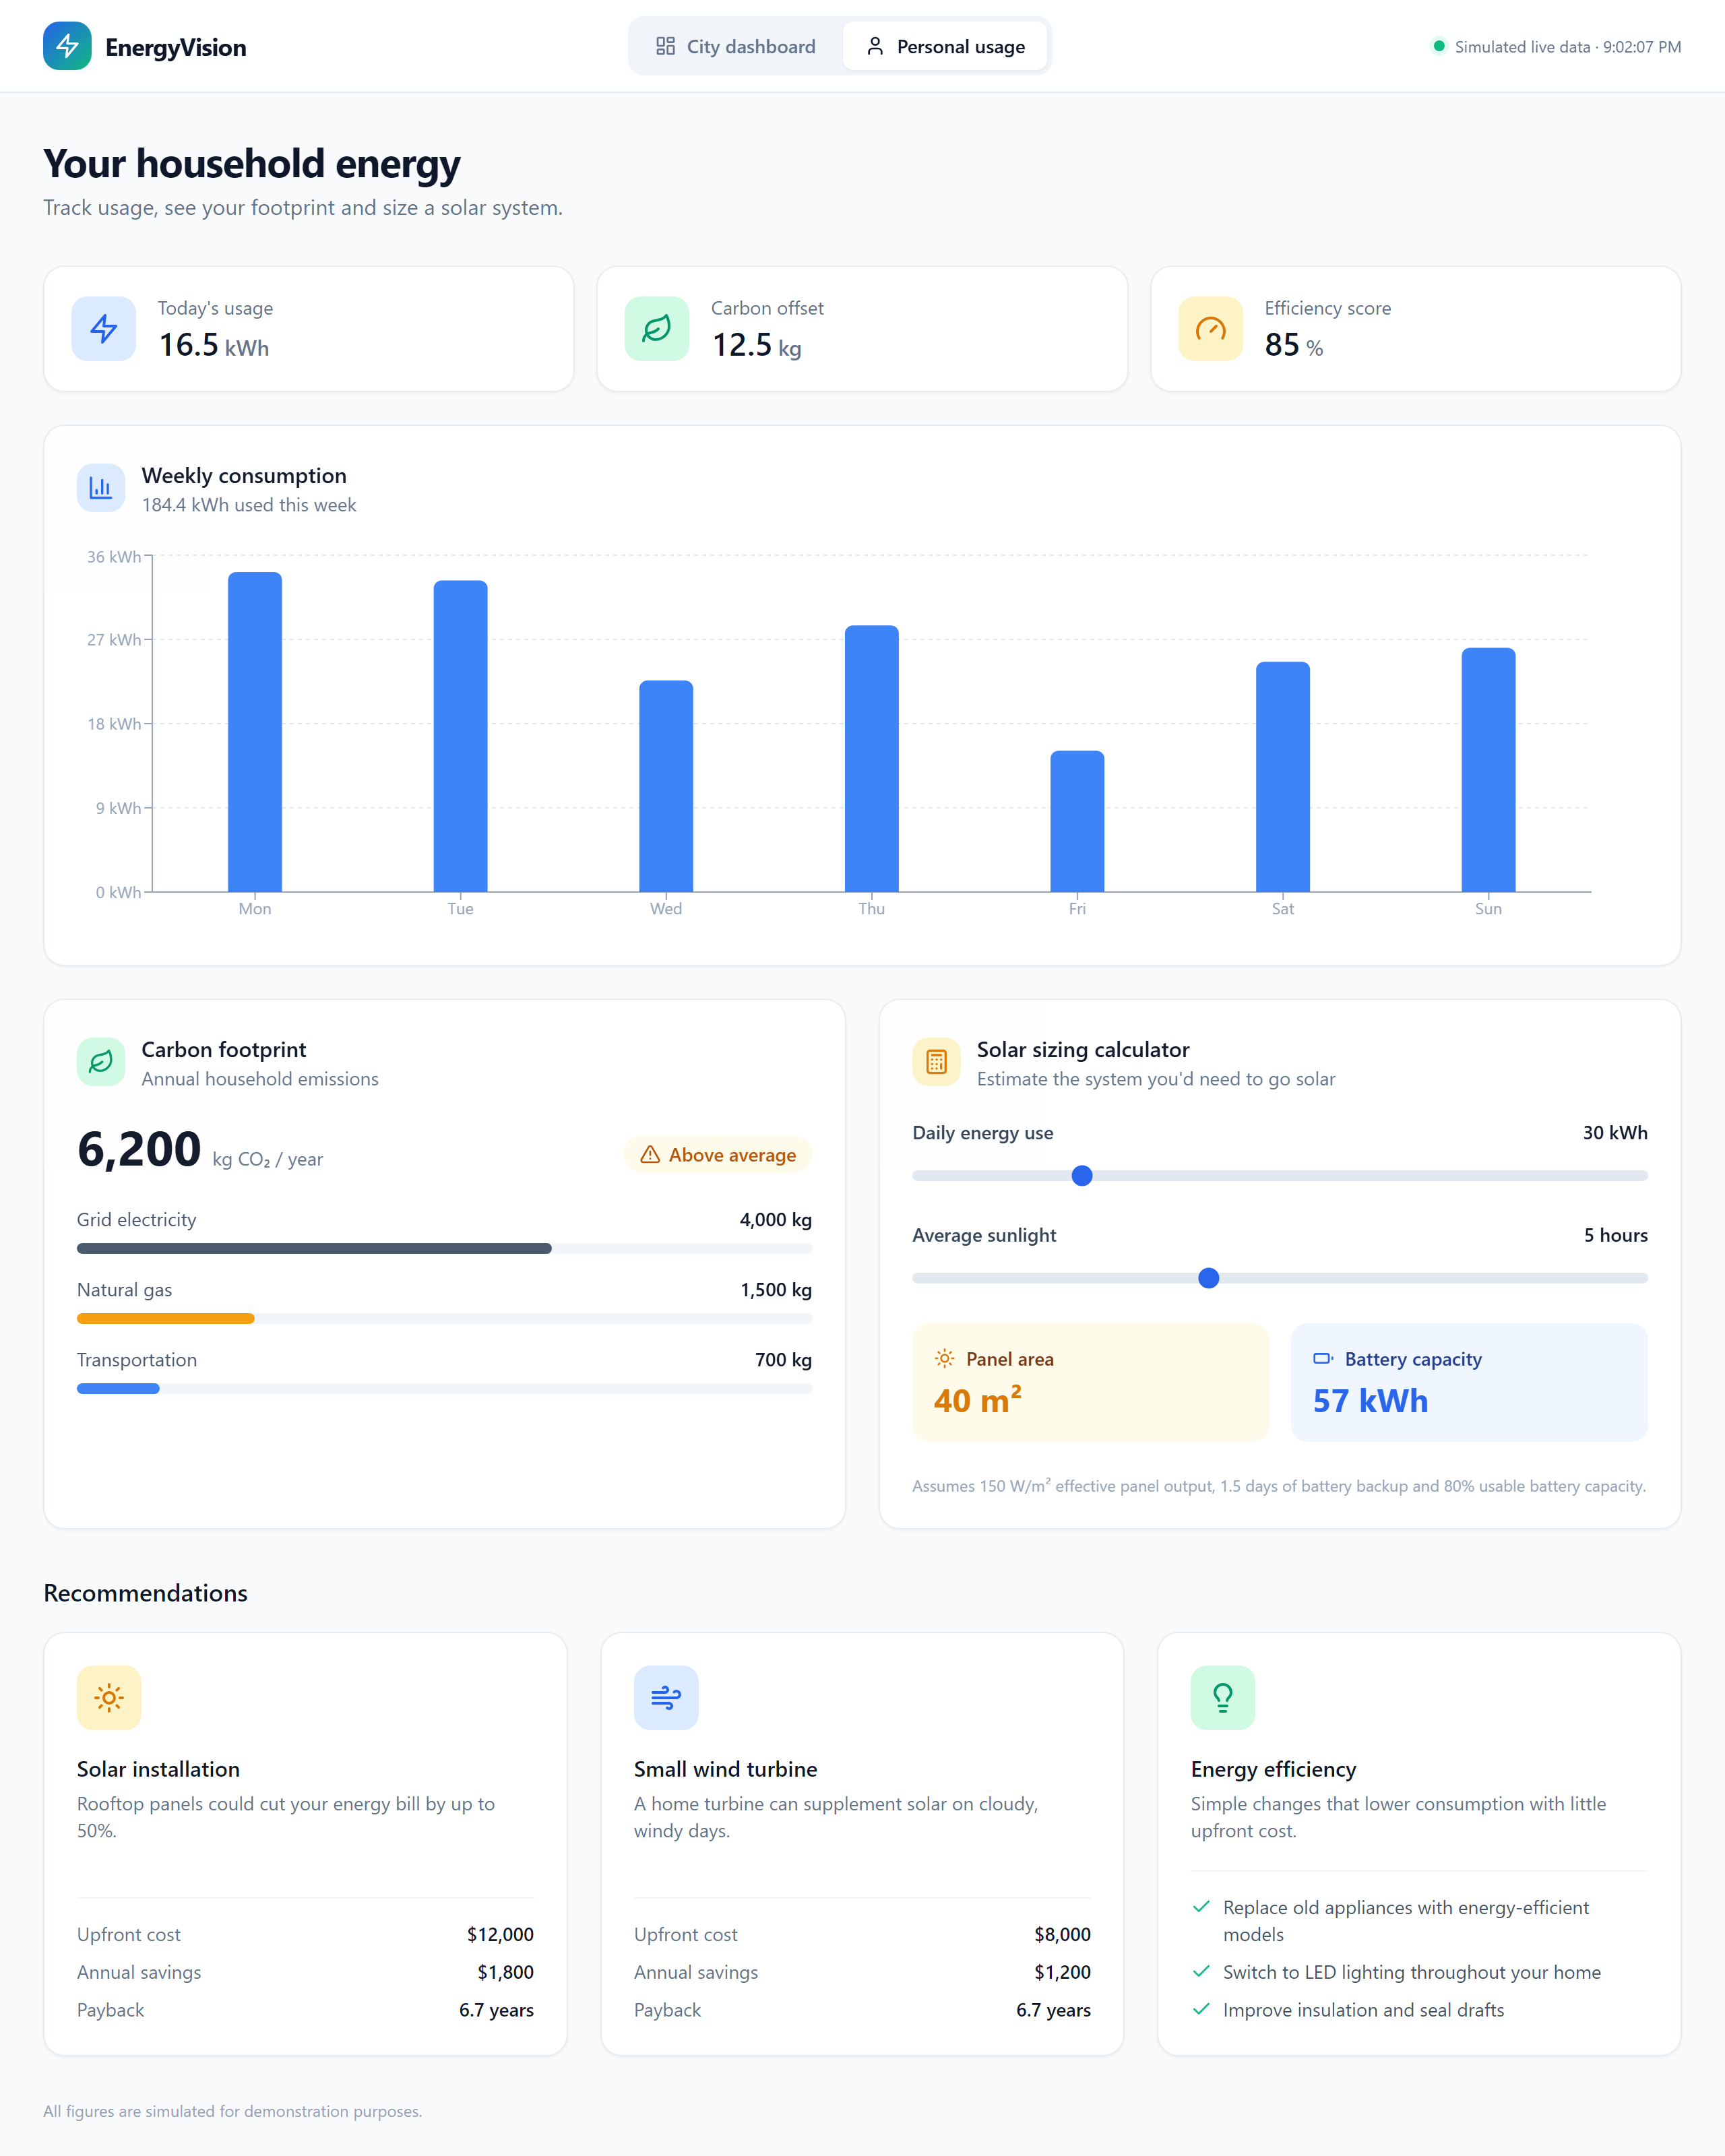 EnergyVision
City dashboard
Personal usage
Simulated live data · 9:02:07 PM
Your household energy
Track usage, see your footprint and size a solar system.
Today's usage
16.5 kWh
Carbon offset
12.5 kg
Efficiency score
85 %
Weekly consumption
184.4 kWh used this week
36 kWh
27 kWh
18 kWh
9 kWh
0 kWh
Mon
Tue
Wed
Thu
Fri
Sat
Sun
Carbon footprint
Annual household emissions
6,200 kg CO₂ / year
Above average
Grid electricity
4,000 kg
Natural gas
1,500 kg
Transportation
700 kg
Solar sizing calculator
Estimate the system you'd need to go solar
Daily energy use
30 kWh
Average sunlight
5 hours
Panel area
40 m²
Battery capacity
57 kWh
Assumes 150 W/m² effective panel output, 1.5 days of battery backup and 80% usable battery capacity.
Recommendations
Solar installation
Rooftop panels could cut your energy bill by up to
50%.
Upfront cost
$12,000
Annual savings
$1,800
Payback
6.7 years
Small wind turbine
A home turbine can supplement solar on cloudy,
windy days.
Upfront cost
$8,000
Annual savings
$1,200
Payback
6.7 years
Energy efficiency
Simple changes that lower consumption with little
upfront cost.
Replace old appliances with energy-efficient
models
Switch to LED lighting throughout your home
Improve insulation and seal drafts
All figures are simulated for demonstration purposes.